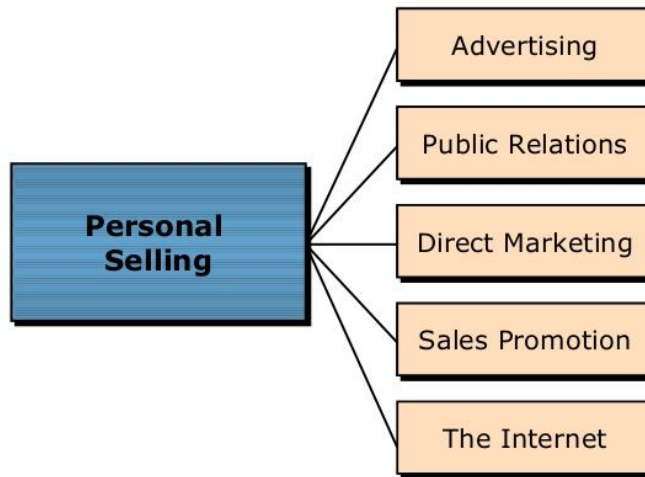 Advertising
Public Relations
Personal
Selling
Direct Marketing
Sales Promotion
The Internet